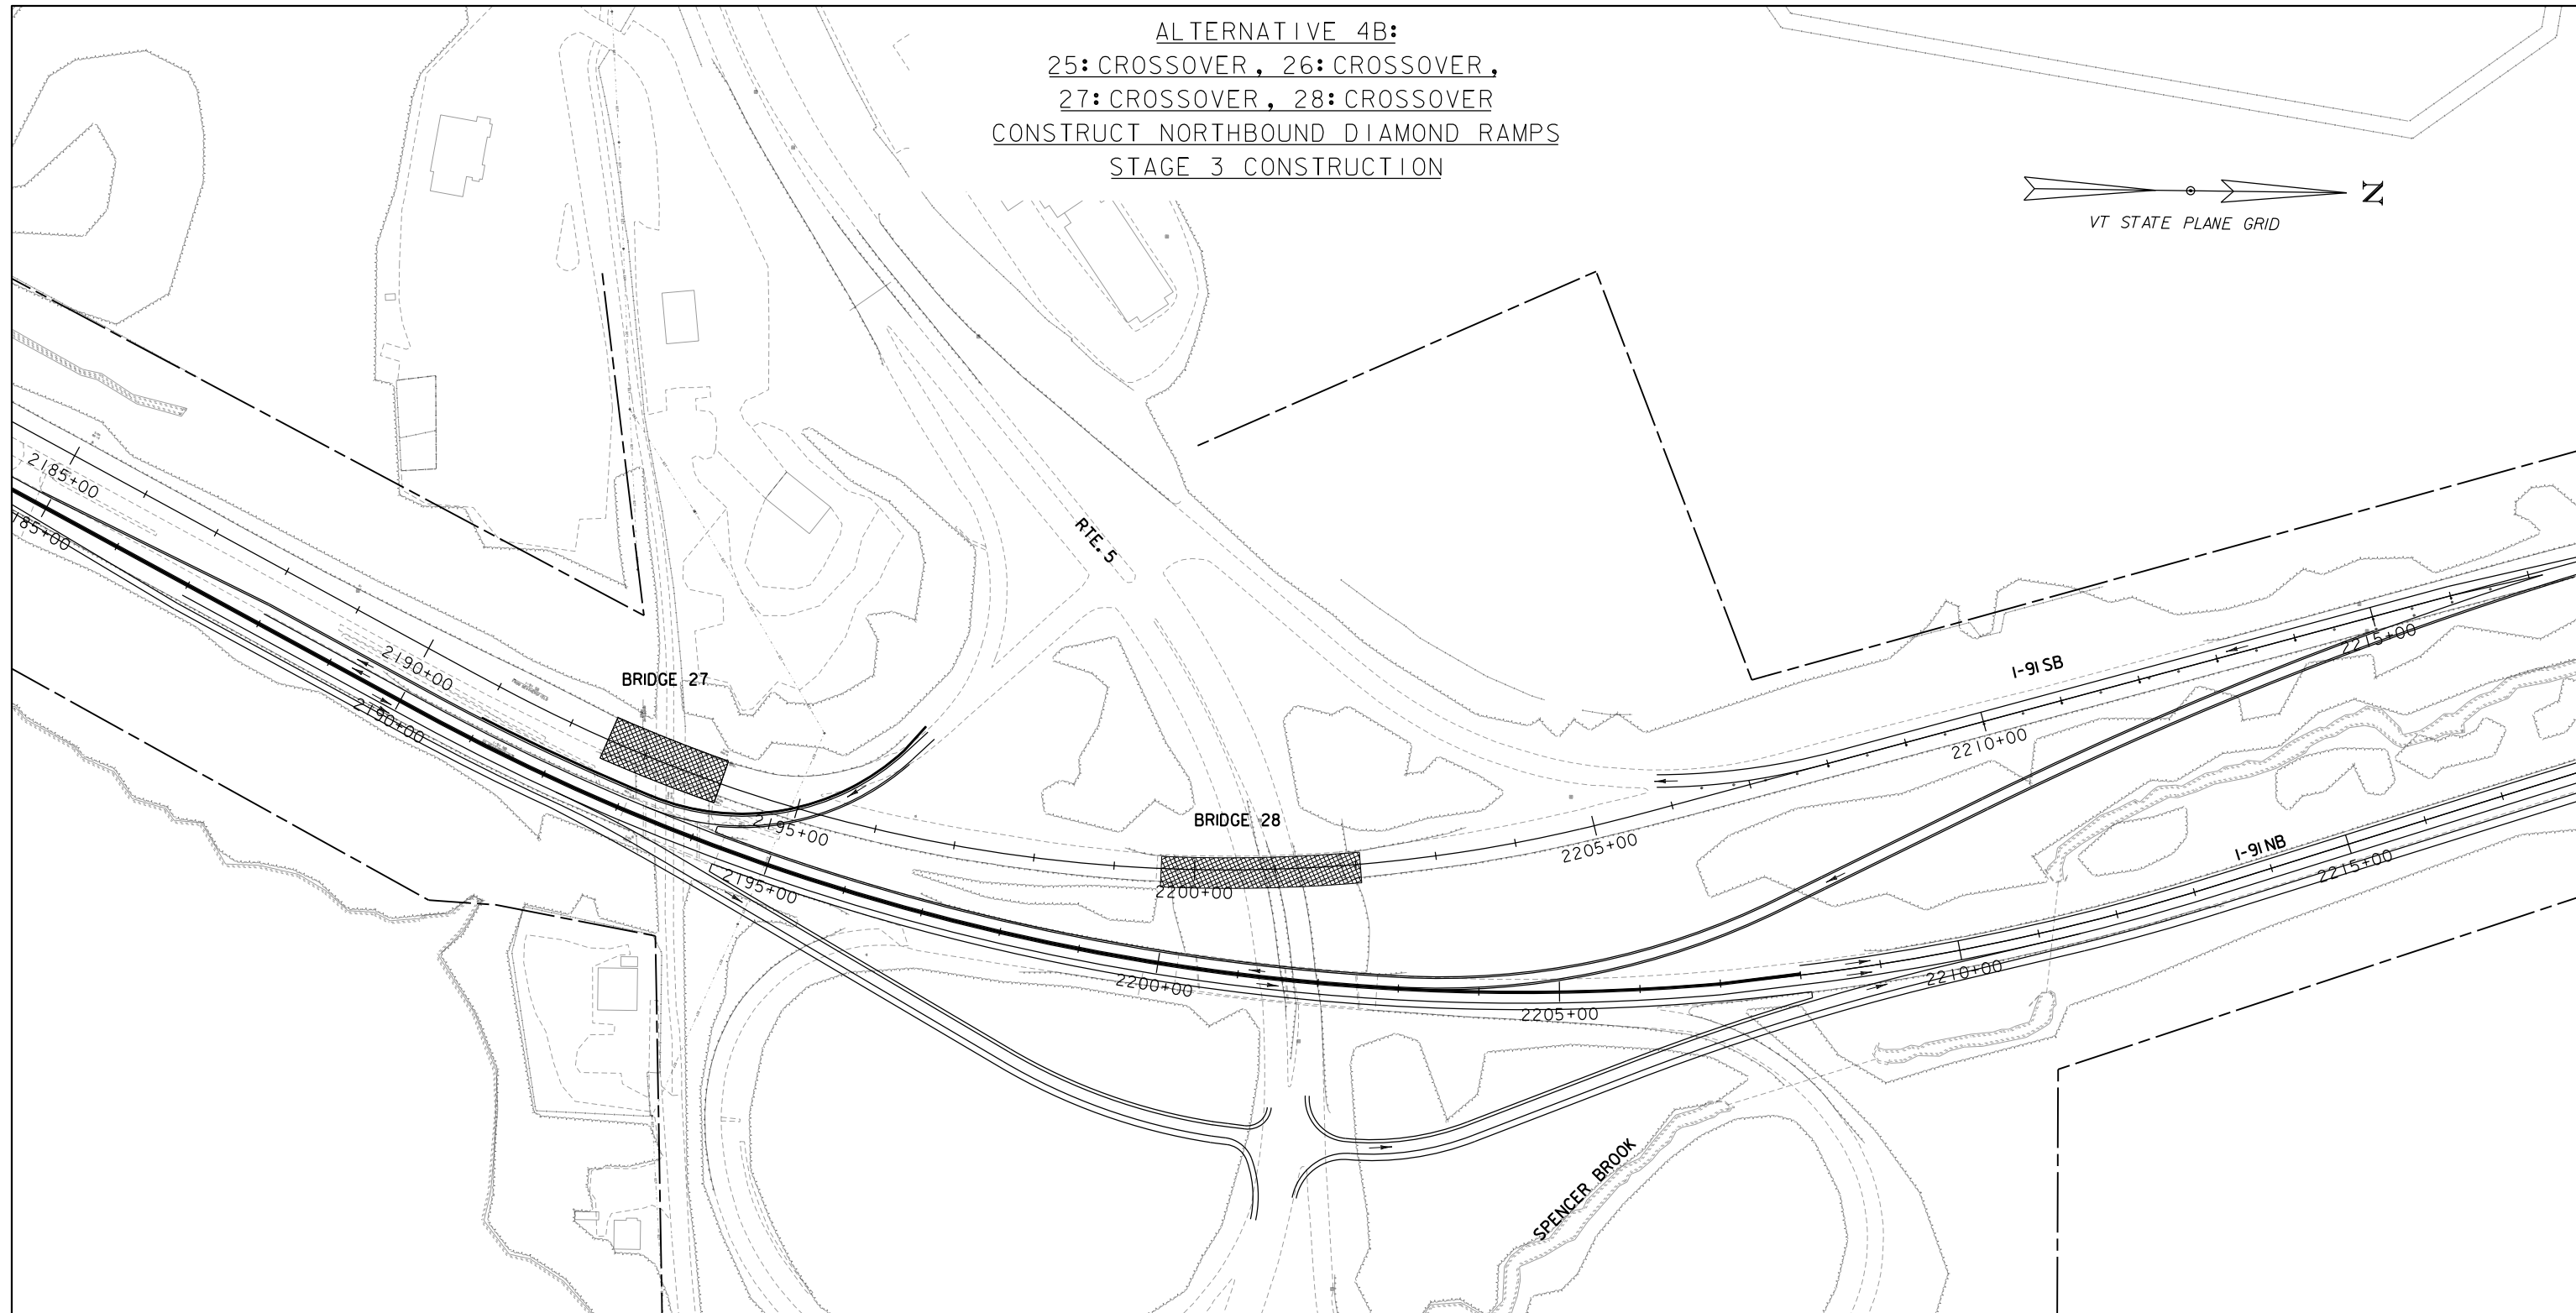 ALTERNATIVE 4B:
25: CROSSOVER, 26: CROSSOVER,
27: CROSSOVER, 28: CROSSOVER
CONSTRUCT NORTHBOUND DIAMOND RAMPS
STAGE 3 CONSTRUCTION
N
VT STATE PLANE GRID
2185+00
185+00
RTE. 5
2190+00
2190+00
BRIDGE 27
I-91 SB
2215+00
2210+00
2195+00
BRIDGE 28
2205+00
I-91 NB
2215+00
2195+00
2200+00
2200+00
2210+00
2205+00
SPENCER BROOK